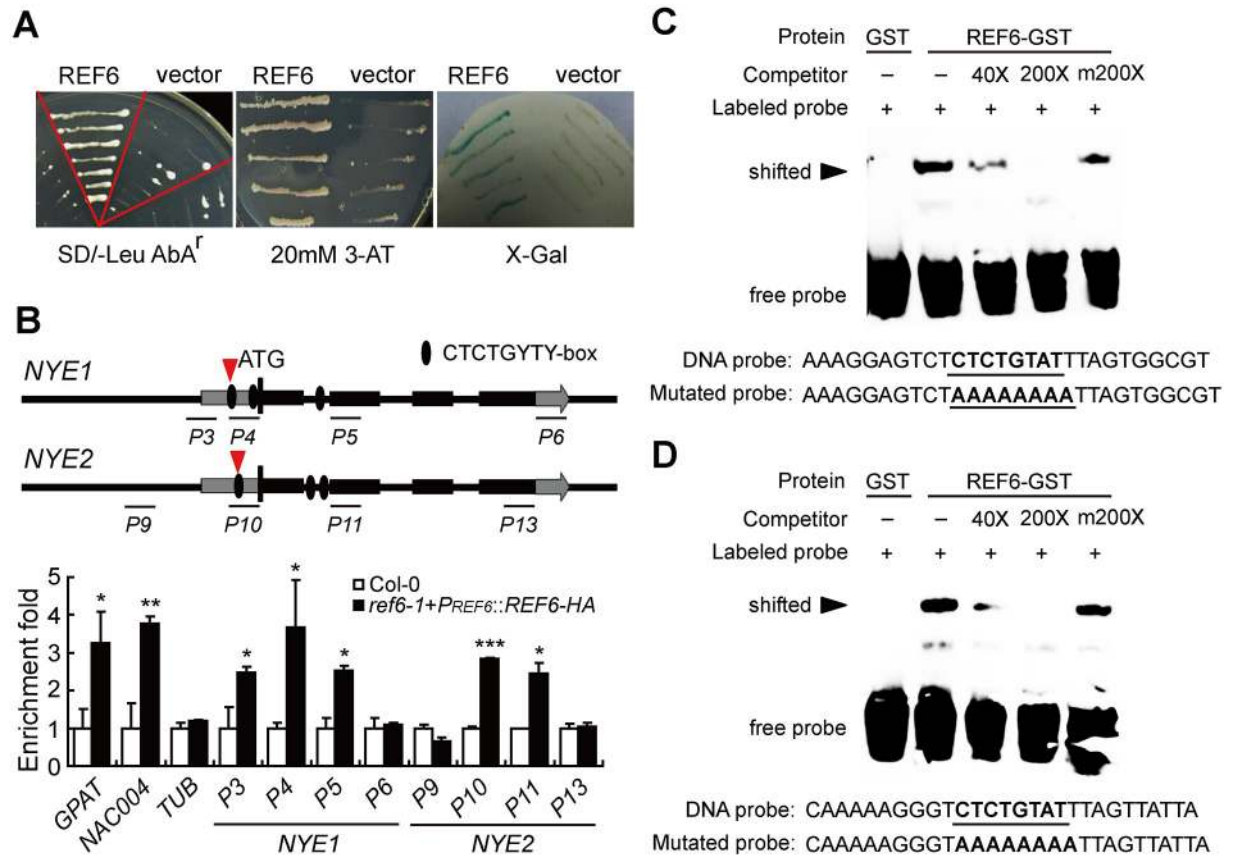 A
REF6 vector REF6 vector REF6 vector
SD/-Leu AbAʳ 20mM 3-AT X-Gal
B
ATG CTCTGYTY-box
NYE1
P3 P4 P5 P6
NYE2
P9 P10 P11 P13
Enrichment fold
5
4
3
2
1
0
Col-0
ref6-1+PREF6::REF6-HA
* ** * * * *** *
GPAT NAC004 TUB P3 P4 P5 P6 P9 P10 P11 P13
NYE1 NYE2
C
Protein GST REF6-GST
Competitor – – 40X 200X m200X
Labeled probe + + + + +
shifted
free probe
DNA probe: AAAGGAGTCTCTCTGTATTTAGTGGCGT
Mutated probe: AAAGGAGTCTAAAAAAAATTAGTGGCGT
D
Protein GST REF6-GST
Competitor – – 40X 200X m200X
Labeled probe + + + + +
shifted
free probe
DNA probe: CAAAAAGGGTCTCTGTATTTAGTTATTA
Mutated probe: CAAAAAGGGTAAAAAAAATTAGTTATTA